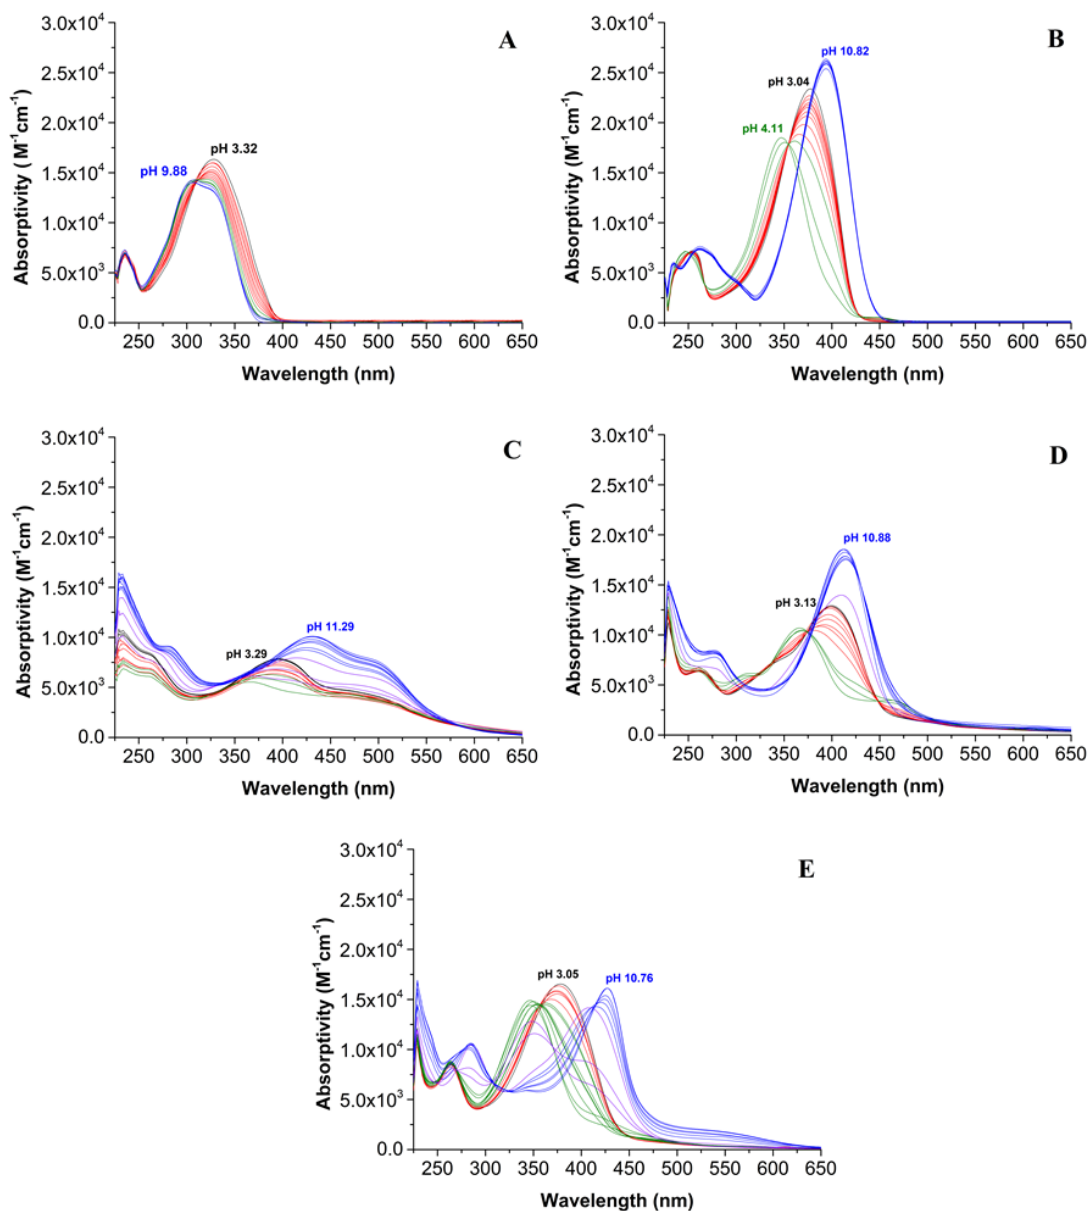 A
3.0x10⁴
2.5x10⁴
2.0x10⁴
1.5x10⁴
1.0x10⁴
5.0x10³
0.0
Absorptivity ( M⁻¹cm⁻¹)
pH 3.32
pH 9.88
250 300 350 400 450 500 550 600 650
Wavelength (nm)
B
3.0x10⁴
2.5x10⁴
2.0x10⁴
1.5x10⁴
1.0x10⁴
5.0x10³
0.0
Absorptivity (M⁻¹cm⁻¹)
pH 10.82
pH 3.04
pH 4.11
250 300 350 400 450 500 550 600 650
Wavelength (nm)
C
3.0x10⁴
2.5x10⁴
2.0x10⁴
1.5x10⁴
1.0x10⁴
5.0x10³
0.0
Absorptivity (M⁻¹cm⁻¹)
pH 11.29
pH 3.29
250 300 350 400 450 500 550 600 650
Wavelength (nm)
D
3.0x10⁴
2.5x10⁴
2.0x10⁴
1.5x10⁴
1.0x10⁴
5.0x10³
0.0
Absorptivity (M⁻¹cm⁻¹)
pH 10.88
pH 3.13
250 300 350 400 450 500 550 600 650
Wavelength (nm)
E
3.0x10⁴
2.5x10⁴
2.0x10⁴
1.5x10⁴
1.0x10⁴
5.0x10³
0.0
Absorptivity (M⁻¹cm⁻¹)
pH 3.05
pH 10.76
250 300 350 400 450 500 550 600 650
Wavelength (nm)